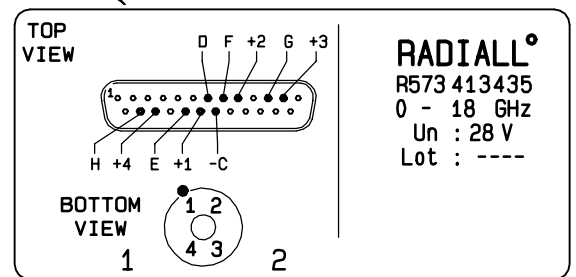 TOP
VIEW
D F +2 G +3
1
H +4 E +1 -C
BOTTOM
VIEW
1 2
4 3
1 2
RADIALL°
R573 413435
0 - 18 GHz
Un : 28 V
Lot : ----